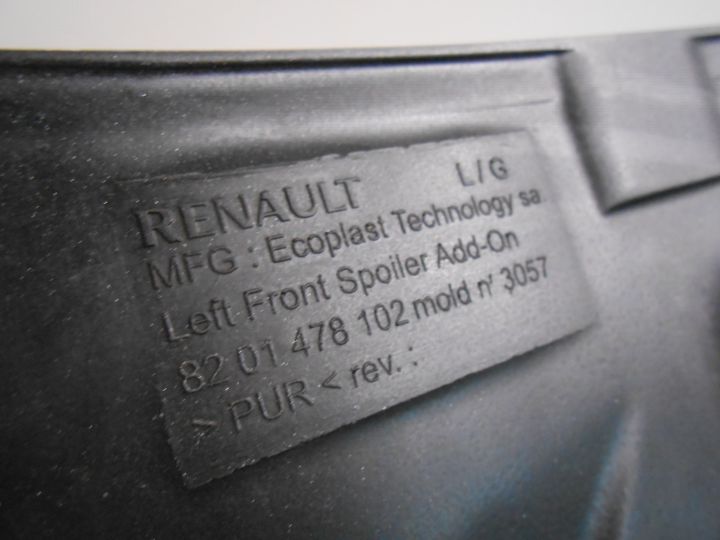 RENAULT L/G
MFG : Ecoplast Technology sa.
Left Front Spoiler Add-On
82 01 478 102 mold n° 3057
> PUR < rev. :